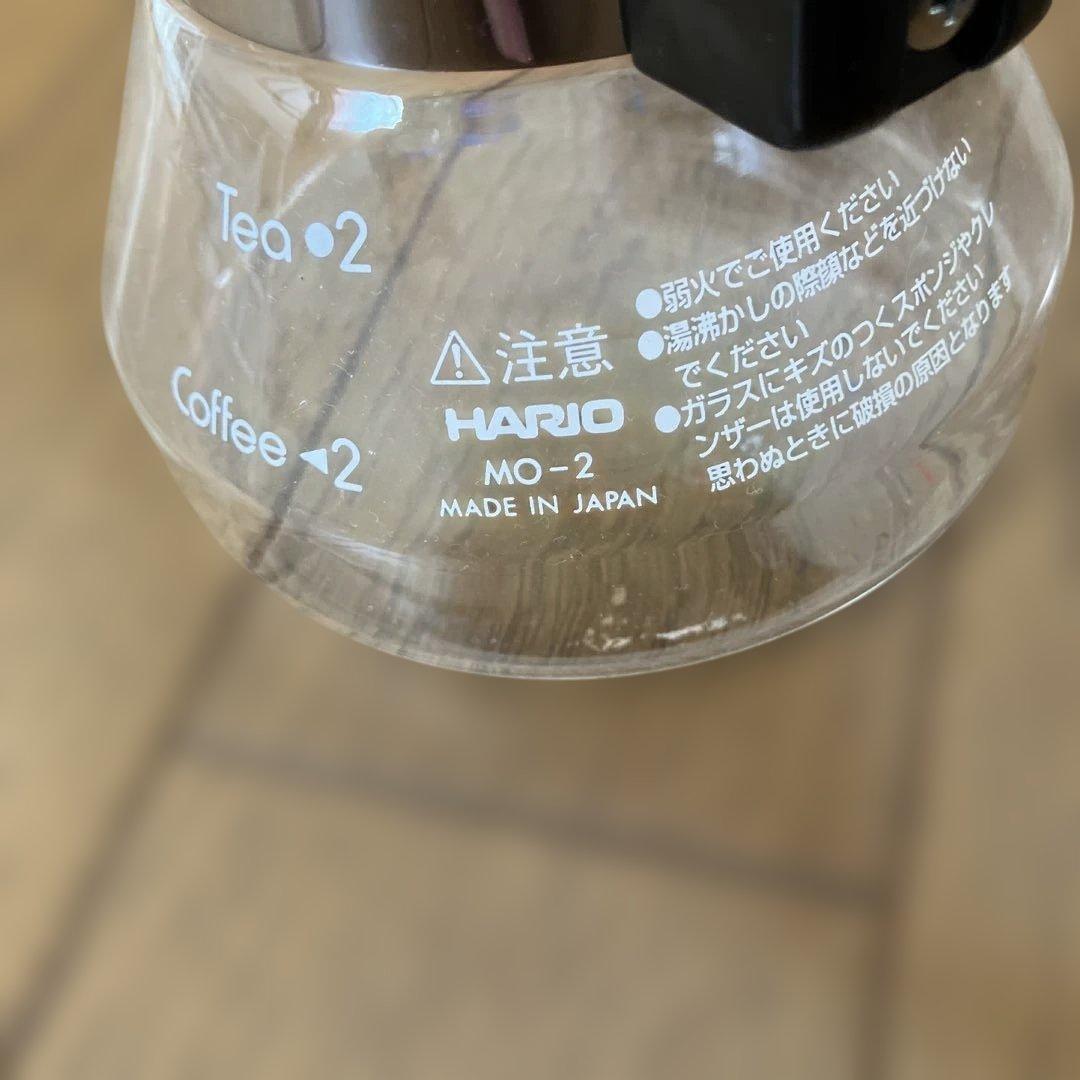 Tea ●2
Coffee ◀2
⚠注意
HARIO
MO-2
MADE IN JAPAN
●弱火でご使用ください
●湯沸かしの際顔などを近づけない
でください
●ガラスにキズのつくスポンジやクレ
ンザーは使用しないでください
思わぬときに破損の原因となります